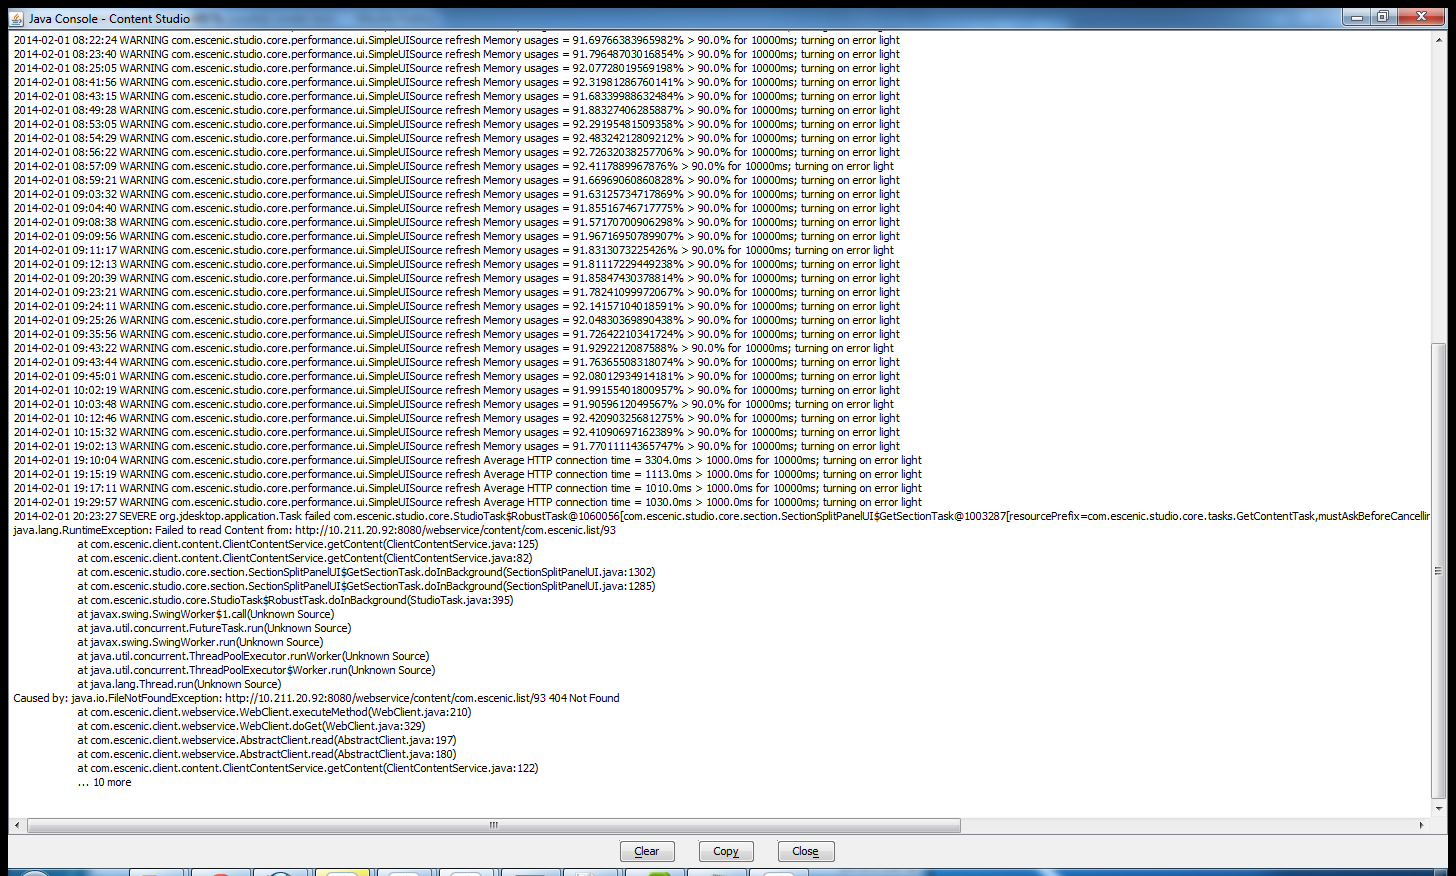 Java Console - Content Studio
2014-02-01 08:22:24 WARNING com.escenic.studio.core.performance.ui.SimpleUISource refresh Memory usages = 91.69766383965982% > 90.0% for 10000ms; turning on error light
2014-02-01 08:23:40 WARNING com.escenic.studio.core.performance.ui.SimpleUISource refresh Memory usages = 91.79648703016854% > 90.0% for 10000ms; turning on error light
2014-02-01 08:25:05 WARNING com.escenic.studio.core.performance.ui.SimpleUISource refresh Memory usages = 92.07728019569198% > 90.0% for 10000ms; turning on error light
2014-02-01 08:41:56 WARNING com.escenic.studio.core.performance.ui.SimpleUISource refresh Memory usages = 92.31981286760141% > 90.0% for 10000ms; turning on error light
2014-02-01 08:43:15 WARNING com.escenic.studio.core.performance.ui.SimpleUISource refresh Memory usages = 91.68339988632484% > 90.0% for 10000ms; turning on error light
2014-02-01 08:49:28 WARNING com.escenic.studio.core.performance.ui.SimpleUISource refresh Memory usages = 91.88327406285887% > 90.0% for 10000ms; turning on error light
2014-02-01 08:53:05 WARNING com.escenic.studio.core.performance.ui.SimpleUISource refresh Memory usages = 92.29195481509358% > 90.0% for 10000ms; turning on error light
2014-02-01 08:54:29 WARNING com.escenic.studio.core.performance.ui.SimpleUISource refresh Memory usages = 92.48324212809212% > 90.0% for 10000ms; turning on error light
2014-02-01 08:56:22 WARNING com.escenic.studio.core.performance.ui.SimpleUISource refresh Memory usages = 92.72632038257706% > 90.0% for 10000ms; turning on error light
2014-02-01 08:57:09 WARNING com.escenic.studio.core.performance.ui.SimpleUISource refresh Memory usages = 92.4117889967876% > 90.0% for 10000ms; turning on error light
2014-02-01 08:59:21 WARNING com.escenic.studio.core.performance.ui.SimpleUISource refresh Memory usages = 91.66969060860828% > 90.0% for 10000ms; turning on error light
2014-02-01 09:03:32 WARNING com.escenic.studio.core.performance.ui.SimpleUISource refresh Memory usages = 91.63125734717869% > 90.0% for 10000ms; turning on error light
2014-02-01 09:04:40 WARNING com.escenic.studio.core.performance.ui.SimpleUISource refresh Memory usages = 91.85516746717775% > 90.0% for 10000ms; turning on error light
2014-02-01 09:08:38 WARNING com.escenic.studio.core.performance.ui.SimpleUISource refresh Memory usages = 91.57170700906298% > 90.0% for 10000ms; turning on error light
2014-02-01 09:09:56 WARNING com.escenic.studio.core.performance.ui.SimpleUISource refresh Memory usages = 91.96716950789907% > 90.0% for 10000ms; turning on error light
2014-02-01 09:11:17 WARNING com.escenic.studio.core.performance.ui.SimpleUISource refresh Memory usages = 91.8313073225426% > 90.0% for 10000ms; turning on error light
2014-02-01 09:12:13 WARNING com.escenic.studio.core.performance.ui.SimpleUISource refresh Memory usages = 91.81117229449238% > 90.0% for 10000ms; turning on error light
2014-02-01 09:20:39 WARNING com.escenic.studio.core.performance.ui.SimpleUISource refresh Memory usages = 91.85847430378814% > 90.0% for 10000ms; turning on error light
2014-02-01 09:23:21 WARNING com.escenic.studio.core.performance.ui.SimpleUISource refresh Memory usages = 91.78241099972067% > 90.0% for 10000ms; turning on error light
2014-02-01 09:24:11 WARNING com.escenic.studio.core.performance.ui.SimpleUISource refresh Memory usages = 92.14157104018591% > 90.0% for 10000ms; turning on error light
2014-02-01 09:25:26 WARNING com.escenic.studio.core.performance.ui.SimpleUISource refresh Memory usages = 92.04830369890438% > 90.0% for 10000ms; turning on error light
2014-02-01 09:35:56 WARNING com.escenic.studio.core.performance.ui.SimpleUISource refresh Memory usages = 91.72642210341724% > 90.0% for 10000ms; turning on error light
2014-02-01 09:43:22 WARNING com.escenic.studio.core.performance.ui.SimpleUISource refresh Memory usages = 91.9292212087588% > 90.0% for 10000ms; turning on error light
2014-02-01 09:43:44 WARNING com.escenic.studio.core.performance.ui.SimpleUISource refresh Memory usages = 91.76365508318074% > 90.0% for 10000ms; turning on error light
2014-02-01 09:45:01 WARNING com.escenic.studio.core.performance.ui.SimpleUISource refresh Memory usages = 92.08012934914181% > 90.0% for 10000ms; turning on error light
2014-02-01 10:02:19 WARNING com.escenic.studio.core.performance.ui.SimpleUISource refresh Memory usages = 91.99155401800957% > 90.0% for 10000ms; turning on error light
2014-02-01 10:03:48 WARNING com.escenic.studio.core.performance.ui.SimpleUISource refresh Memory usages = 91.905961204​9567% > 90.0% for 10000ms; turning on error light
2014-02-01 10:12:46 WARNING com.escenic.studio.core.performance.ui.SimpleUISource refresh Memory usages = 92.42090325681275% > 90.0% for 10000ms; turning on error light
2014-02-01 10:15:32 WARNING com.escenic.studio.core.performance.ui.SimpleUISource refresh Memory usages = 92.41090697162389% > 90.0% for 10000ms; turning on error light
2014-02-01 19:02:13 WARNING com.escenic.studio.core.performance.ui.SimpleUISource refresh Memory usages = 91.77011114365747% > 90.0% for 10000ms; turning on error light
2014-02-01 19:10:04 WARNING com.escenic.studio.core.performance.ui.SimpleUISource refresh Average HTTP connection time = 3304.0ms > 1000.0ms for 10000ms; turning on error light
2014-02-01 19:15:19 WARNING com.escenic.studio.core.performance.ui.SimpleUISource refresh Average HTTP connection time = 1113.0ms > 1000.0ms for 10000ms; turning on error light
2014-02-01 19:17:11 WARNING com.escenic.studio.core.performance.ui.SimpleUISource refresh Average HTTP connection time = 1010.0ms > 1000.0ms for 10000ms; turning on error light
2014-02-01 19:29:57 WARNING com.escenic.studio.core.performance.ui.SimpleUISource refresh Average HTTP connection time = 1030.0ms > 1000.0ms for 10000ms; turning on error light
2014-02-01 20:23:27 SEVERE org.jdesktop.application.Task failed com.escenic.studio.core.StudioTask$RobustTask@1060056[com.escenic.studio.core.section.SectionSplitPanelUI$GetSectionTask@1003287[resourcePrefix=com.escenic.studio.core.tasks.GetContentTask,mustAskBeforeCancellin
java.lang.RuntimeException: Failed to read Content from: http://10.211.20.92:8080/webservice/content/com.escenic.list/93
at com.escenic.client.content.ClientContentService.getContent(ClientContentService.java:125)
at com.escenic.client.content.ClientContentService.getContent(ClientContentService.java:82)
at com.escenic.studio.core.section.SectionSplitPanelUI$GetSectionTask.doInBackground(SectionSplitPanelUI.java:1302)
at com.escenic.studio.core.section.SectionSplitPanelUI$GetSectionTask.doInBackground(SectionSplitPanelUI.java:1285)
at com.escenic.studio.core.StudioTask$RobustTask.doInBackground(StudioTask.java:395)
at javax.swing.SwingWorker$1.call(Unknown Source)
at java.util.concurrent.FutureTask.run(Unknown Source)
at javax.swing.SwingWorker.run(Unknown Source)
at java.util.concurrent.ThreadPoolExecutor.runWorker(Unknown Source)
at java.util.concurrent.ThreadPoolExecutor$Worker.run(Unknown Source)
at java.lang.Thread.run(Unknown Source)
Caused by: java.io.FileNotFoundException: http://10.211.20.92:8080/webservice/content/com.escenic.list/93 404 Not Found
at com.escenic.client.webservice.WebClient.executeMethod(WebClient.java:210)
at com.escenic.client.webservice.WebClient.doGet(WebClient.java:329)
at com.escenic.client.webservice.AbstractClient.read(AbstractClient.java:197)
at com.escenic.client.webservice.AbstractClient.read(AbstractClient.java:180)
at com.escenic.client.content.ClientContentService.getContent(ClientContentService.java:122)
... 10 more
Clear Copy Close